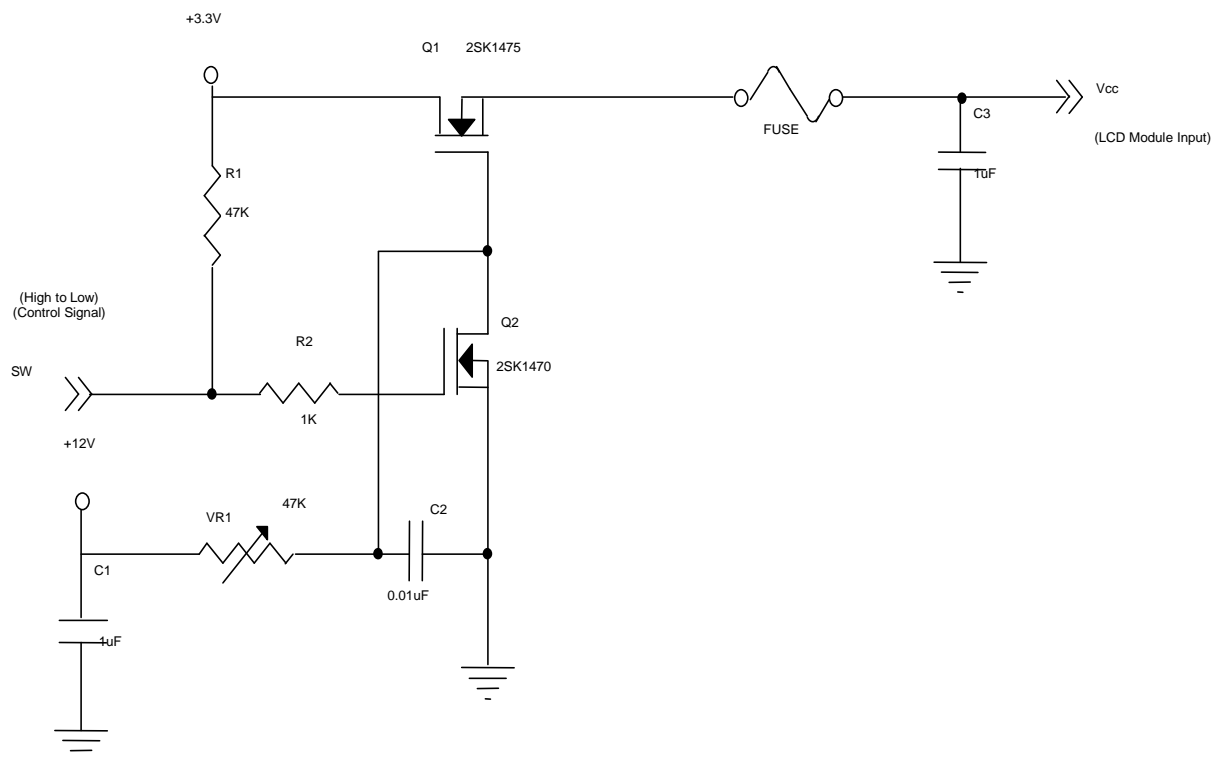 +3.3V
Q1 2SK1475
Vcc
C3
FUSE
(LCD Module Input)
R1
1uF
47K
(High to Low)
(Control Signal)
Q2
R2
2SK1470
SW
1K
+12V
47K
VR1
C2
C1
0.01uF
1uF